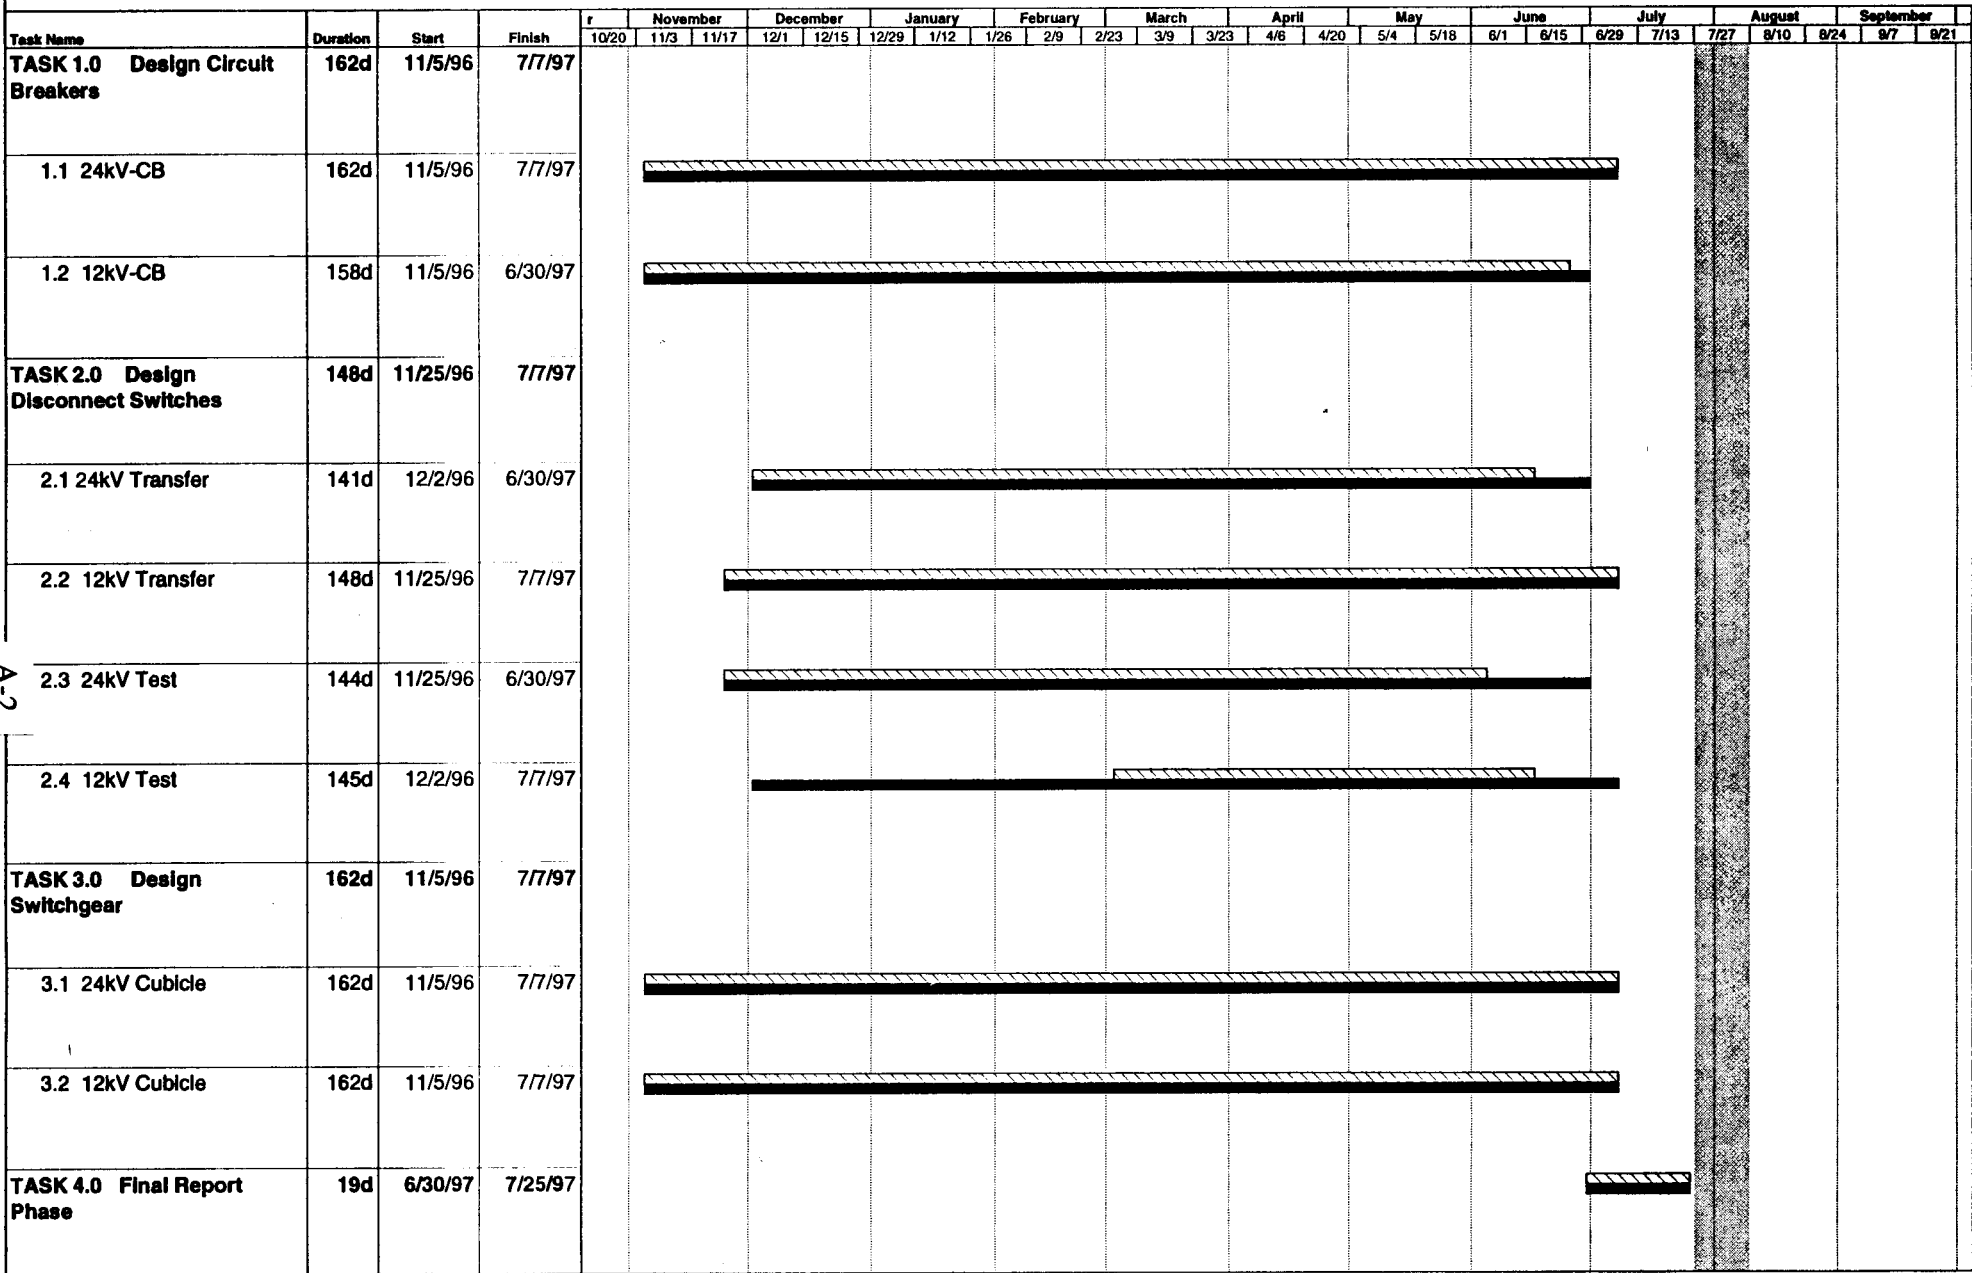 r November December January February March April May June July August September
Task Name Duration Start Finish 10/20 11/3 11/17 12/1 12/15 12/29 1/12 1/26 2/9 2/23 3/9 3/23 4/6 4/20 5/4 5/18 6/1 6/15 6/29 7/13 7/27 8/10 8/24 9/7 9/21
TASK 1.0 Design Circuit 162d 11/5/96 7/7/97
Breakers
1.1 24kV-CB 162d 11/5/96 7/7/97
1.2 12kV-CB 158d 11/5/96 6/30/97
TASK 2.0 Design 148d 11/25/96 7/7/97
Disconnect Switches
2.1 24kV Transfer 141d 12/2/96 6/30/97
2.2 12kV Transfer 148d 11/25/96 7/7/97
2.3 24kV Test 144d 11/25/96 6/30/97
A-2
2.4 12kV Test 145d 12/2/96 7/7/97
TASK 3.0 Design 162d 11/5/96 7/7/97
Switchgear
3.1 24kV Cubicle 162d 11/5/96 7/7/97
3.2 12kV Cubicle 162d 11/5/96 7/7/97
TASK 4.0 Final Report 19d 6/30/97 7/25/97
Phase